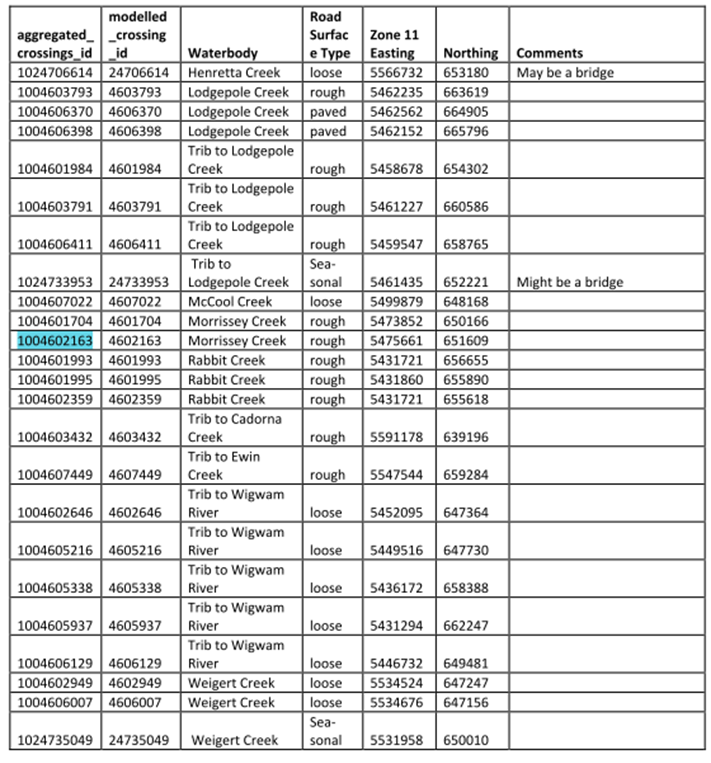 aggregated_ crossings_id | modelled _crossing _id | Waterbody | Road Surfac e Type | Zone 11 Easting | Northing | Comments
1024706614 | 24706614 | Henretta Creek | loose | 5566732 | 653180 | May be a bridge
1004603793 | 4603793 | Lodgepole Creek | rough | 5462235 | 663619
1004606370 | 4606370 | Lodgepole Creek | paved | 5462562 | 664905
1004606398 | 4606398 | Lodgepole Creek | paved | 5462152 | 665796
1004601984 | 4601984 | Trib to Lodgepole Creek | rough | 5458678 | 654302
1004603791 | 4603791 | Trib to Lodgepole Creek | rough | 5461227 | 660586
1004606411 | 4606411 | Trib to Lodgepole Creek | rough | 5459547 | 658765
1024733953 | 24733953 | Trib to Lodgepole Creek | Sea- sonal | 5461435 | 652221 | Might be a bridge
1004607022 | 4607022 | McCool Creek | loose | 5499879 | 648168
1004601704 | 4601704 | Morrissey Creek | rough | 5473852 | 650166
1004602163 | 4602163 | Morrissey Creek | rough | 5475661 | 651609
1004601993 | 4601993 | Rabbit Creek | rough | 5431721 | 656655
1004601995 | 4601995 | Rabbit Creek | rough | 5431860 | 655890
1004602359 | 4602359 | Rabbit Creek | rough | 5431721 | 655618
1004603432 | 4603432 | Trib to Cadorna Creek | rough | 5591178 | 639196
1004607449 | 4607449 | Trib to Ewin Creek | rough | 5547544 | 659284
1004602646 | 4602646 | Trib to Wigwam River | loose | 5452095 | 647364
1004605216 | 4605216 | Trib to Wigwam River | loose | 5449516 | 647730
1004605338 | 4605338 | Trib to Wigwam River | loose | 5436172 | 658388
1004605937 | 4605937 | Trib to Wigwam River | loose | 5431294 | 662247
1004606129 | 4606129 | Trib to Wigwam River | loose | 5446732 | 649481
1004602949 | 4602949 | Weigert Creek | loose | 5534524 | 647247
1004606007 | 4606007 | Weigert Creek | loose | 5534676 | 647156
1024735049 | 24735049 | Weigert Creek | Sea- sonal | 5531958 | 650010